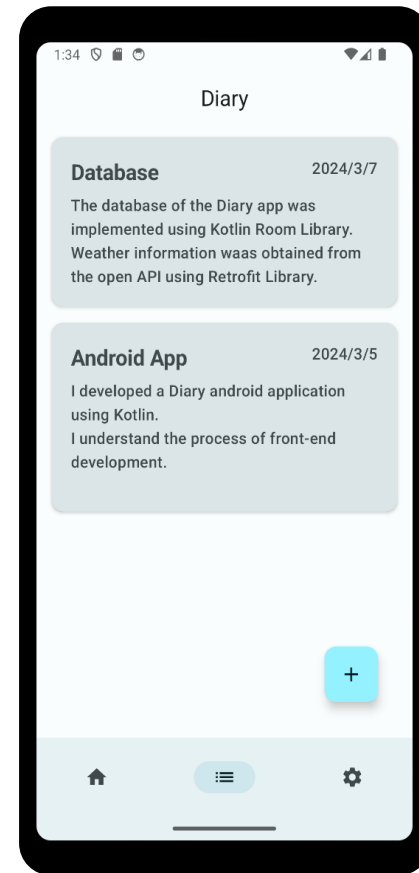 1:34
Diary
Database
2024/3/7
The database of the Diary app was
implemented using Kotlin Room Library.
Weather information waas obtained from
the open API using Retrofit Library.
Android App
2024/3/5
I developed a Diary android application
using Kotlin.
I understand the process of front-end
development.
+